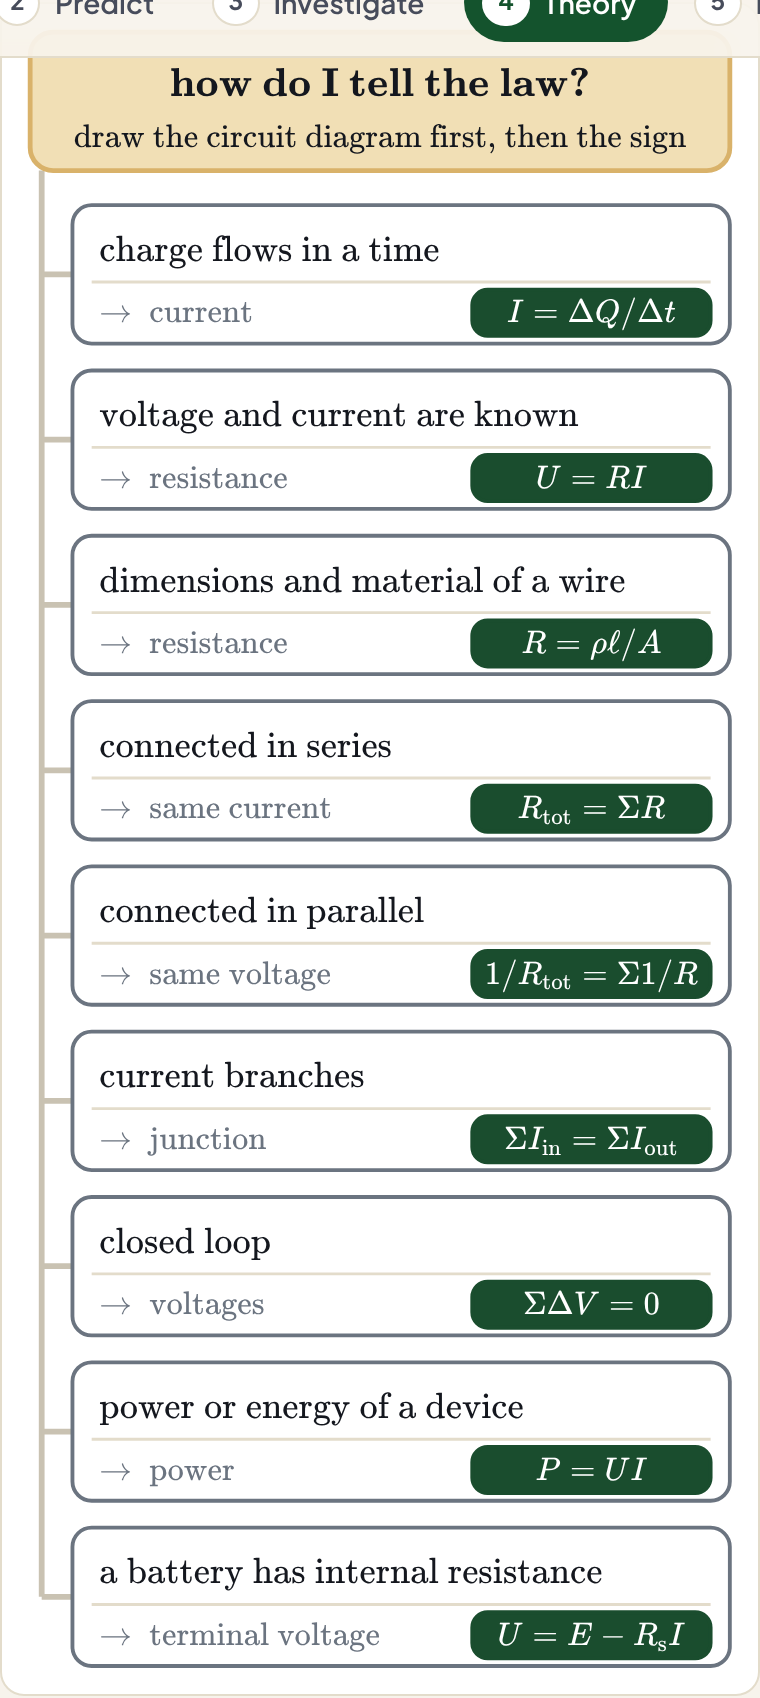 2 Predict 3 Investigate 4 Theory 5
how do I tell the law?
draw the circuit diagram first, then the sign
charge flows in a time
→ current I = ΔQ/Δt
voltage and current are known
→ resistance U = RI
dimensions and material of a wire
→ resistance R = ρℓ/A
connected in series
→ same current R_tot = ΣR
connected in parallel
→ same voltage 1/R_tot = Σ1/R
current branches
→ junction ΣI_in = ΣI_out
closed loop
→ voltages ΣΔV = 0
power or energy of a device
→ power P = UI
a battery has internal resistance
→ terminal voltage U = E − R_sI